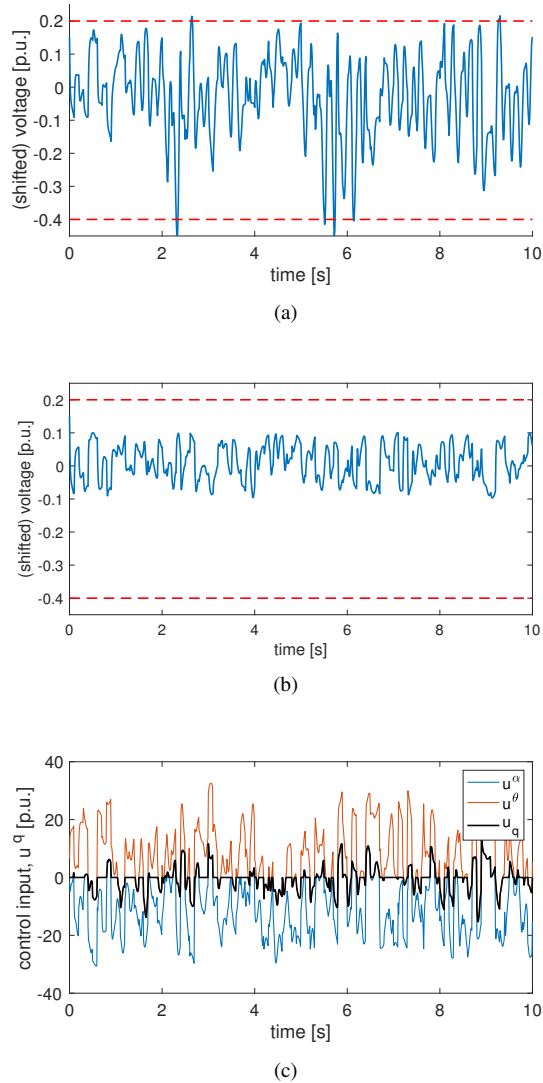 0.2
0.1
0
-0.1
-0.2
-0.3
-0.4
(shifted) voltage [p.u.]
0 2 4 6 8 10
time [s]
(a)
0.2
0.1
0
-0.1
-0.2
-0.3
-0.4
(shifted) voltage [p.u.]
0 2 4 6 8 10
time [s]
(b)
40
20
0
-20
-40
control input, u^q [p.u.]
u^α
u^θ
u_q
0 2 4 6 8 10
time [s]
(c)